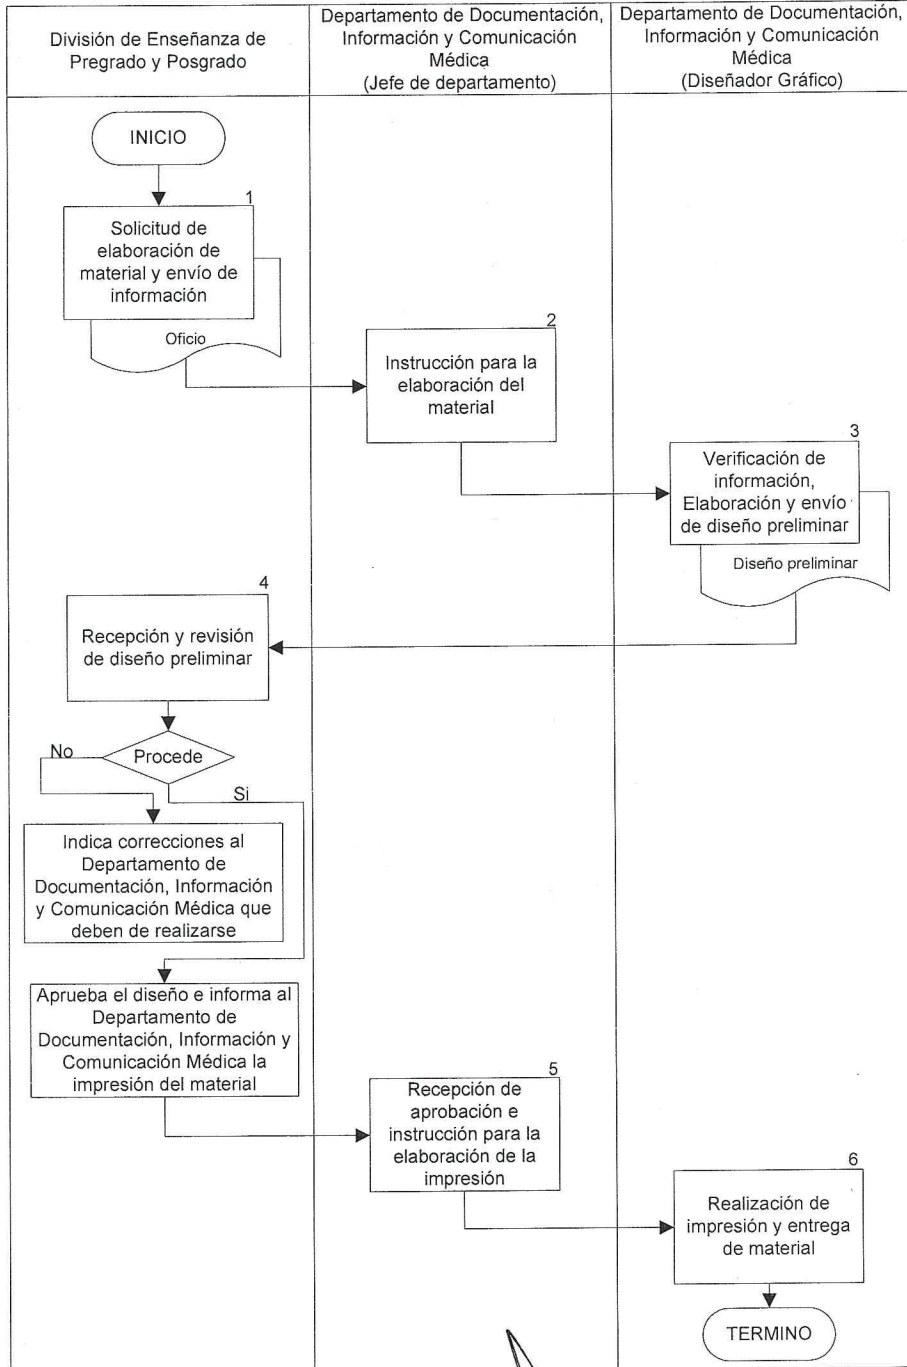 División de Enseñanza de
Pregrado y Posgrado
Departamento de Documentación,
Información y Comunicación
Médica
(Jefe de departamento)
Departamento de Documentación,
Información y Comunicación
Médica
(Diseñador Gráfico)
INICIO
1
Solicitud de
elaboración de
material y envío de
información
Oficio
2
Instrucción para la
elaboración del
material
3
Verificación de
información,
Elaboración y envío
de diseño preliminar
Diseño preliminar
4
Recepción y revisión
de diseño preliminar
Procede
No
Si
Indica correcciones al
Departamento de
Documentación, Información
y Comunicación Médica que
deben de realizarse
Aprueba el diseño e informa al
Departamento de
Documentación, Información y
Comunicación Médica la
impresión del material
5
Recepción de
aprobación e
instrucción para la
elaboración de la
impresión
6
Realización de
impresión y entrega
de material
TERMINO